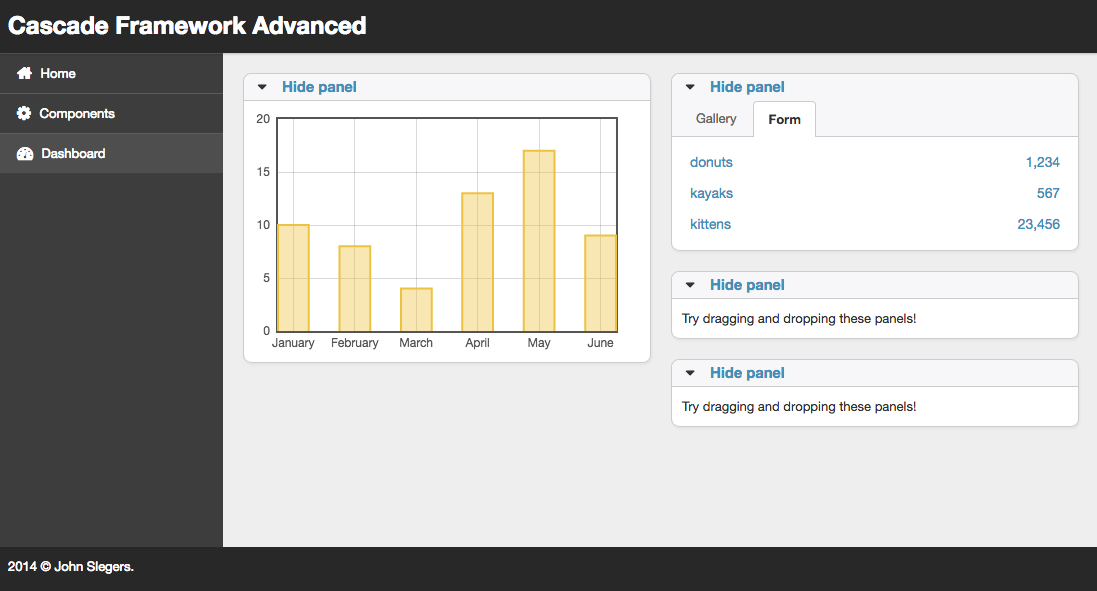 Cascade Framework Advanced
Home
Components
Dashboard
Hide panel
20
15
10
5
0
January February March April May June
Hide panel
Gallery Form
donuts 1,234
kayaks 567
kittens 23,456
Hide panel
Try dragging and dropping these panels!
Hide panel
Try dragging and dropping these panels!
2014 © John Slegers.